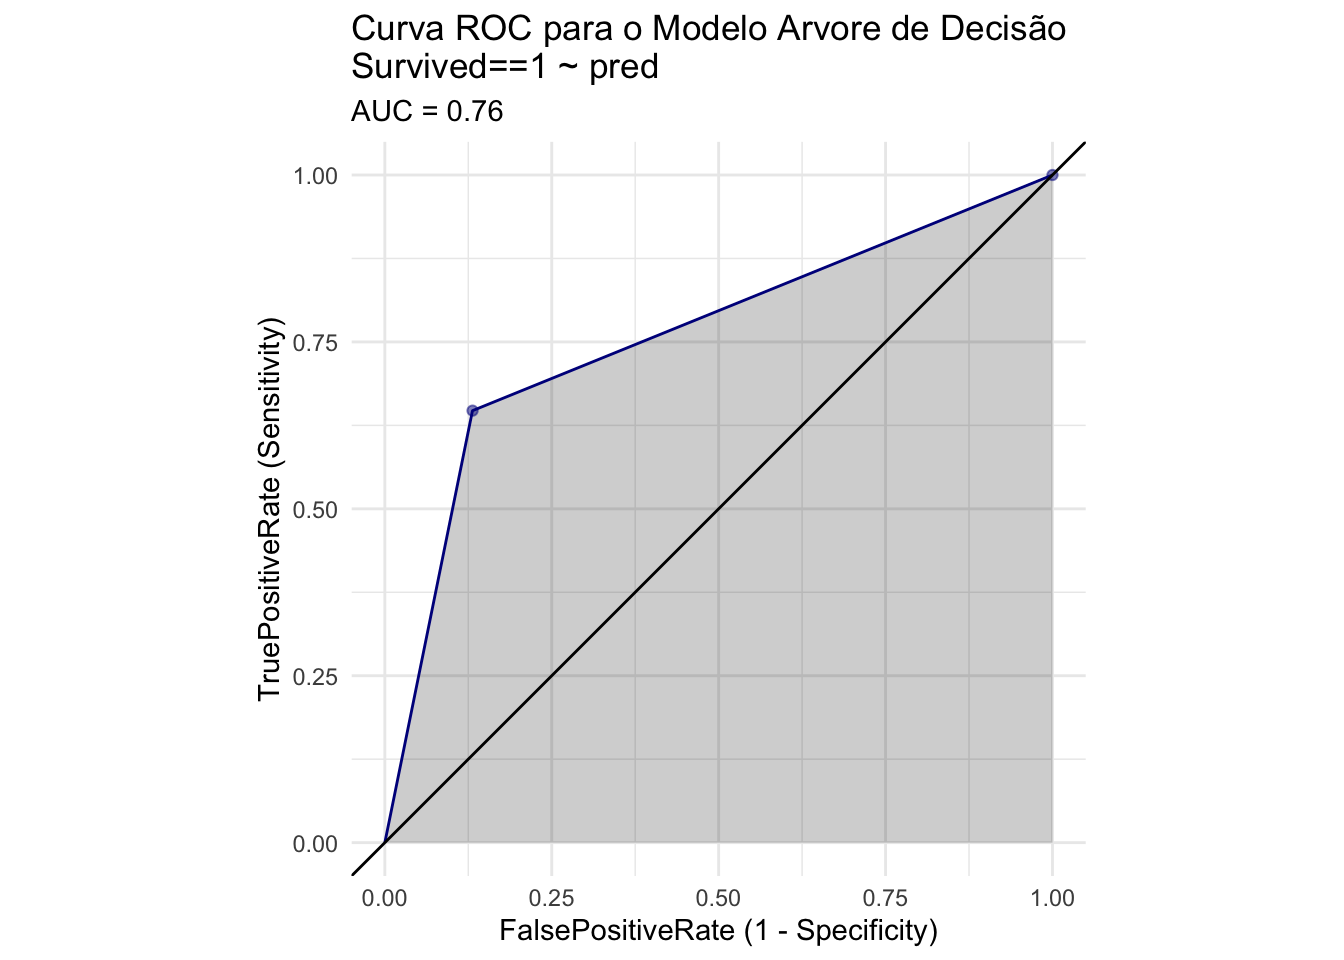 Curva ROC para o Modelo Arvore de Decisão
Survived==1 ~ pred
AUC = 0.76
TruePositiveRate (Sensitivity)
1.00
0.75
0.50
0.25
0.00
0.00 0.25 0.50 0.75 1.00
FalsePositiveRate (1 - Specificity)